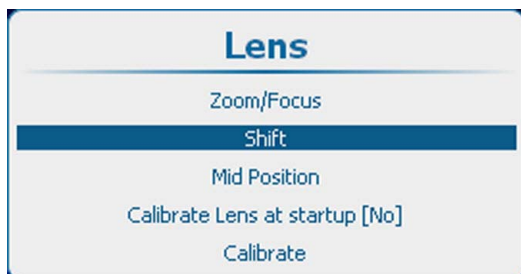 Lens
Zoom/Focus
Shift
Mid Position
Calibrate Lens at startup [No]
Calibrate